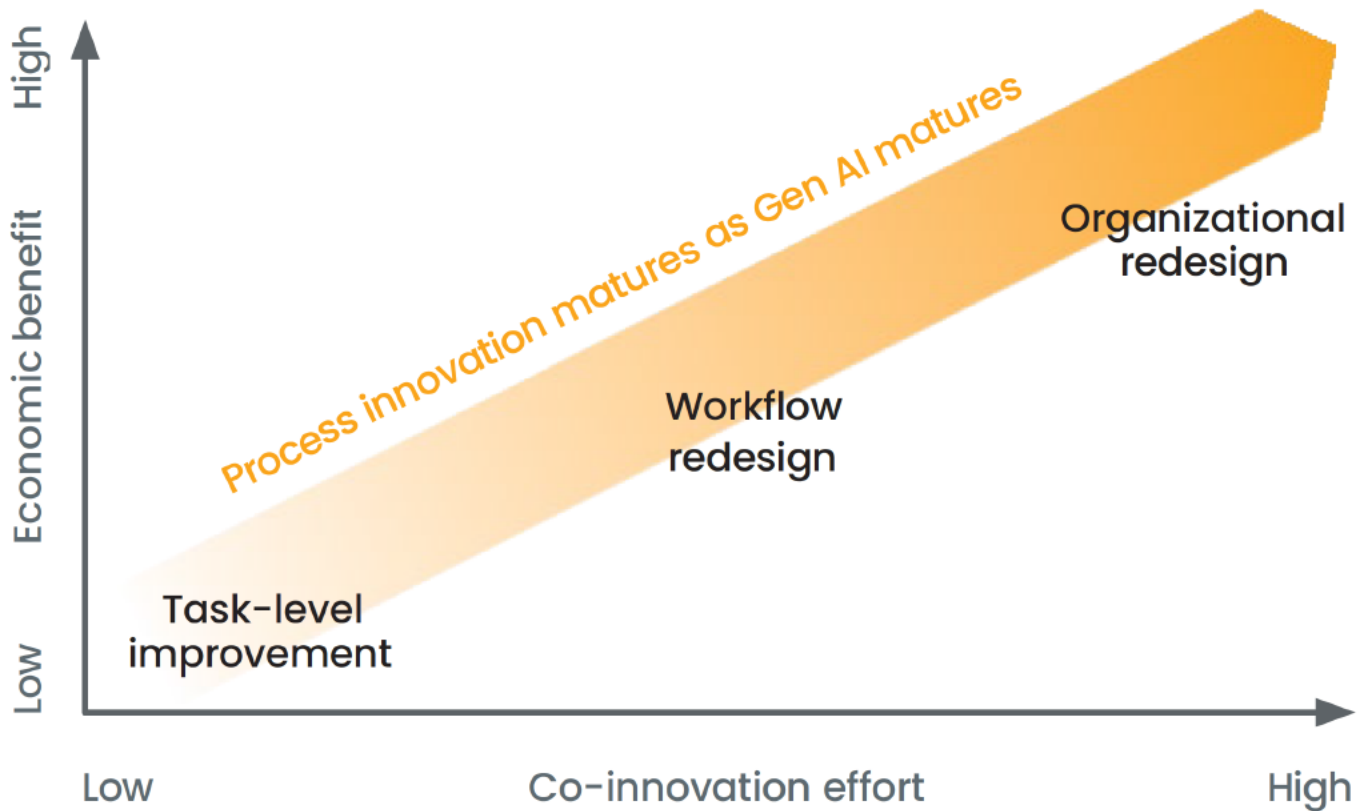 High
Economic benefit
Low
Process innovation matures as Gen AI matures
Organizational
redesign
Workflow
redesign
Task-level
improvement
Low
Co-innovation effort
High